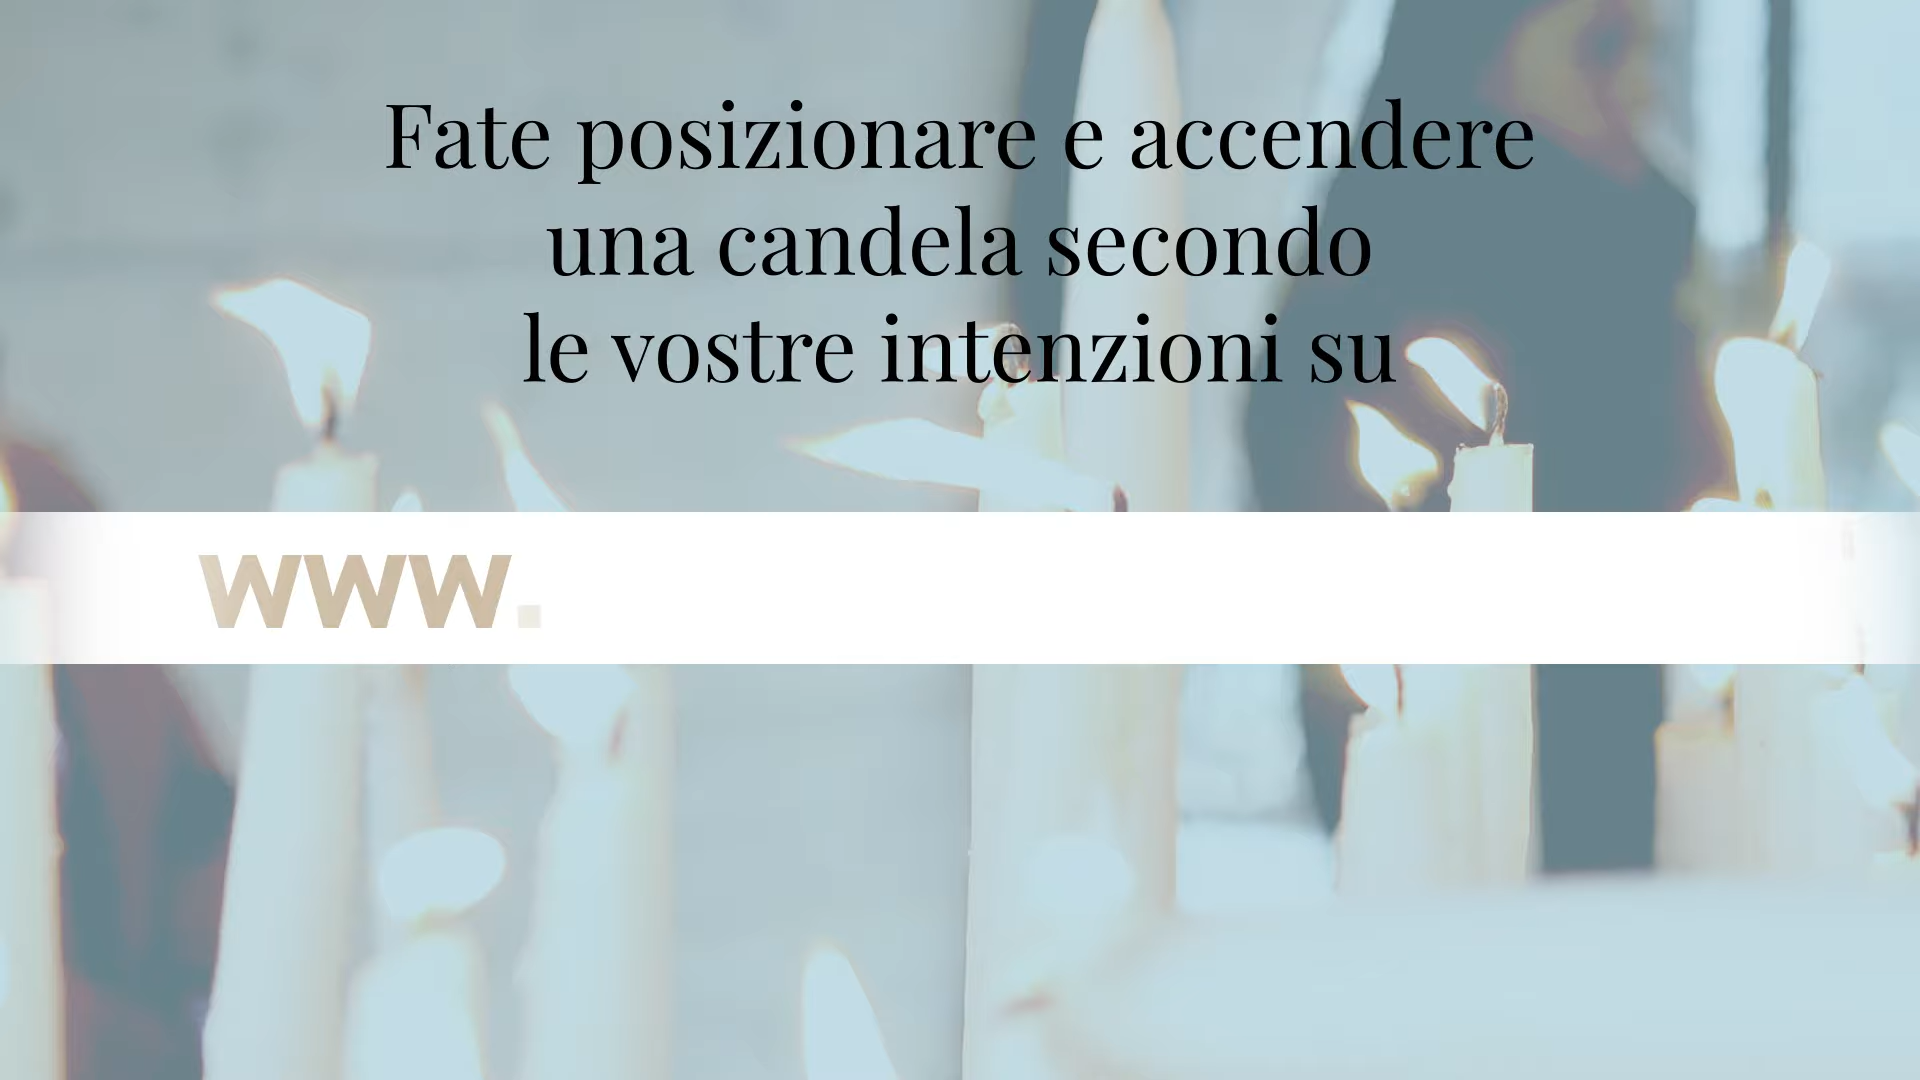 Fate posizionare e accendere
una candela secondo
le vostre intenzioni su
www.